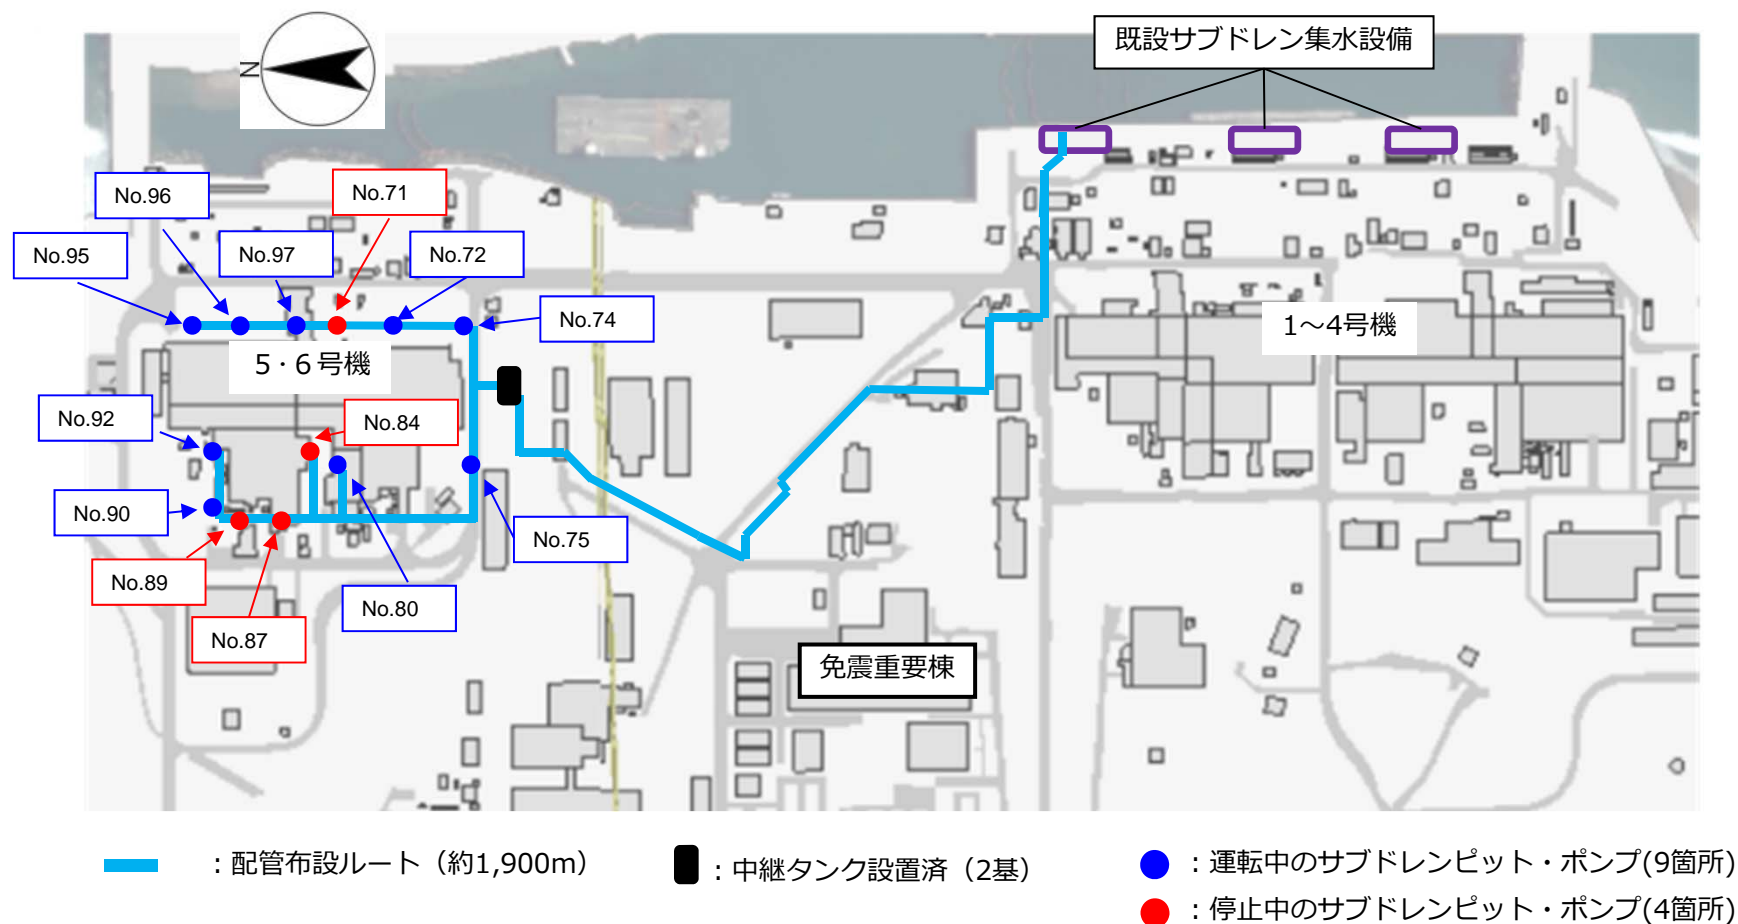 既設サブドレン集水設備
N
No.96
No.71
No.95
No.97
No.72
No.74
5・6号機
1～4号機
No.92
No.84
No.90
No.75
No.89
No.80
No.87
免震重要棟
：配管布設ルート（約1,900m）
：中継タンク設置済（2基）
：運転中のサブドレンピット・ポンプ(9箇所)
：停止中のサブドレンピット・ポンプ(4箇所)